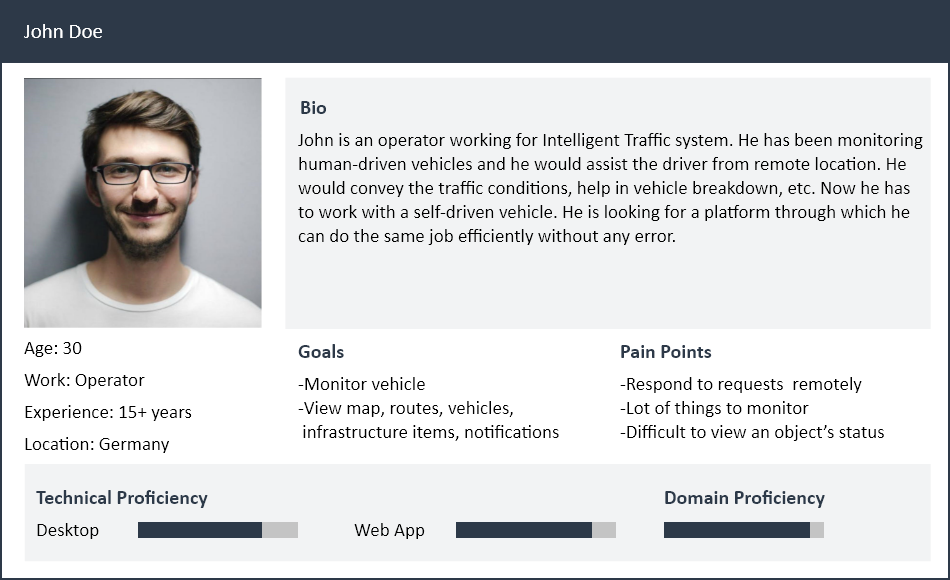 John Doe
Bio
John is an operator working for Intelligent Traffic system. He has been monitoring
human-driven vehicles and he would assist the driver from remote location. He
would convey the traffic conditions, help in vehicle breakdown, etc. Now he has
to work with a self-driven vehicle. He is looking for a platform through which he
can do the same job efficiently without any error.
Age: 30
Work: Operator
Experience: 15+ years
Location: Germany
Goals
-Monitor vehicle
-View map, routes, vehicles,
infrastructure items, notifications
Pain Points
-Respond to requests  remotely
-Lot of things to monitor
-Difficult to view an object’s status
Technical Proficiency
Desktop
Web App
Domain Proficiency